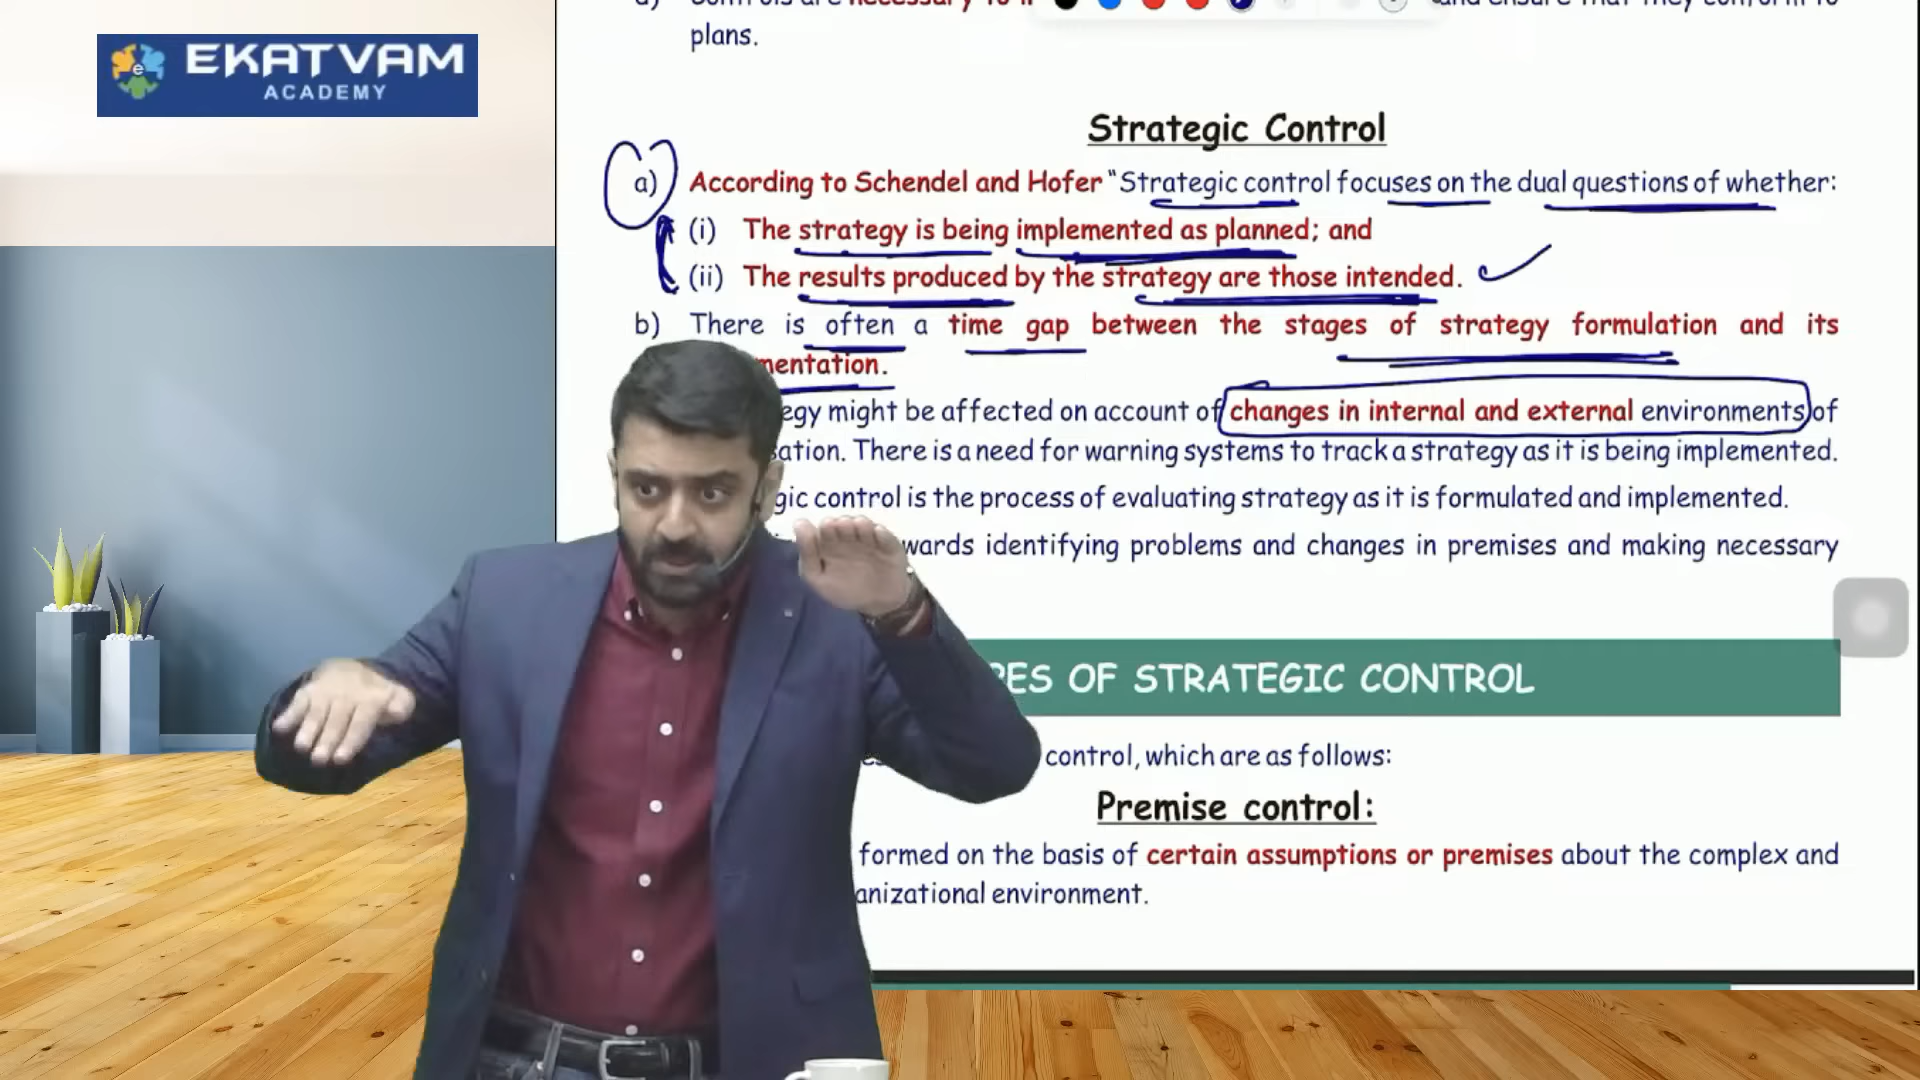 EKATVAM
ACADEMY
plans.
Strategic Control
a) According to Schendel and Hofer “Strategic control focuses on the dual questions of whether:
(i) The strategy is being implemented as planned; and
(ii) The results produced by the strategy are those intended.
b) There is often a time gap between the stages of strategy formulation and its
mentation.
egy might be affected on account of changes in internal and external environments of
sation. There is a need for warning systems to track a strategy as it is being implemented.
gic control is the process of evaluating strategy as it is formulated and implemented.
wards identifying problems and changes in premises and making necessary
PES OF STRATEGIC CONTROL
control, which are as follows:
Premise control:
formed on the basis of certain assumptions or premises about the complex and
anizational environment.